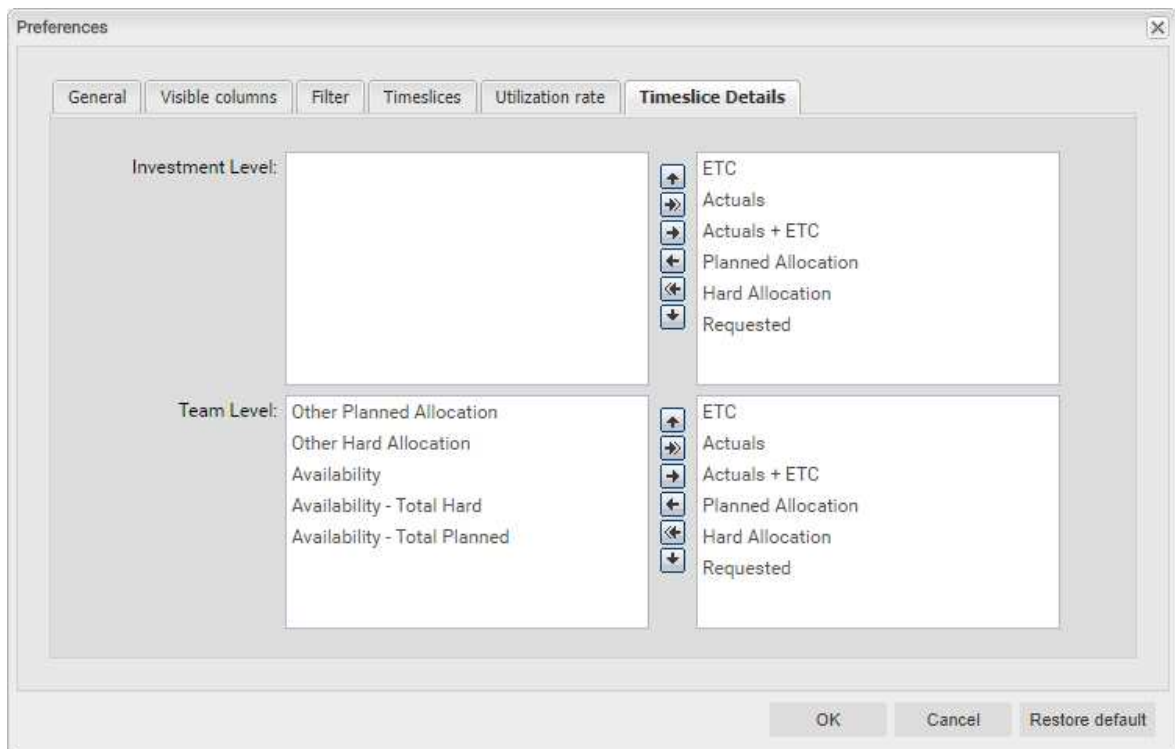 Preferences
General Visible columns Filter Timeslices Utilization rate Timeslice Details
Investment Level:
ETC
Actuals
Actuals + ETC
Planned Allocation
Hard Allocation
Requested
Team Level:
Other Planned Allocation
Other Hard Allocation
Availability
Availability - Total Hard
Availability - Total Planned
ETC
Actuals
Actuals + ETC
Planned Allocation
Hard Allocation
Requested
OK Cancel Restore default